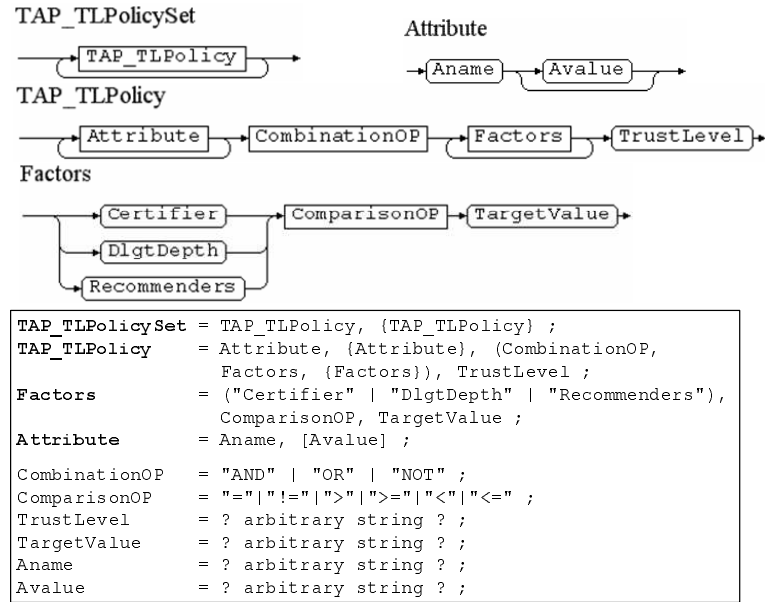 TAP_TLPolicySet
TAP_TLPolicy
Attribute
Aname Avalue
TAP_TLPolicy
Attribute CombinationOP Factors TrustLevel
Factors
Certifier ComparisonOP TargetValue
DlgtDepth
Recommenders
TAP_TLPolicySet = TAP_TLPolicy, {TAP_TLPolicy} ;
TAP_TLPolicy = Attribute, {Attribute}, (CombinationOP,
Factors, {Factors}), TrustLevel ;
Factors = ("Certifier" | "DlgtDepth" | "Recommenders"),
ComparisonOP, TargetValue ;
Attribute = Aname, [Avalue] ;
CombinationOP = "AND" | "OR" | "NOT" ;
ComparisonOP = "="|"!="|">"|">="|"<"|"<=" ;
TrustLevel = ? arbitrary string ? ;
TargetValue = ? arbitrary string ? ;
Aname = ? arbitrary string ? ;
Avalue = ? arbitrary string ? ;